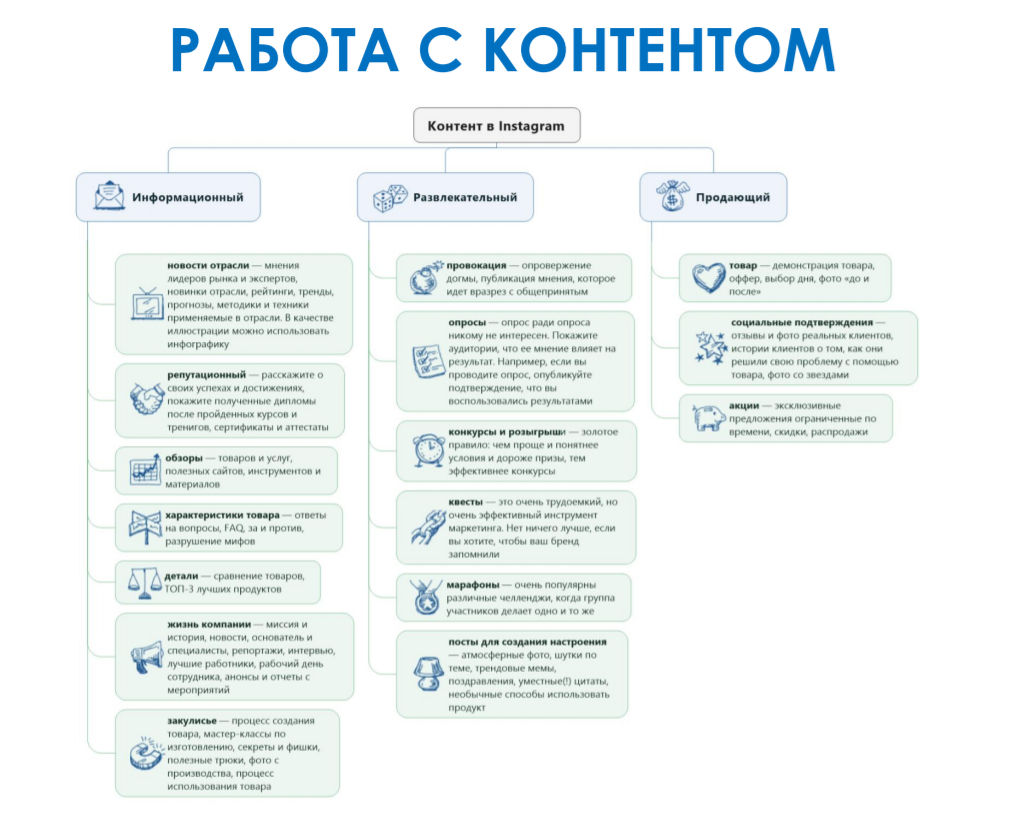 РАБОТА С КОНТЕНТОМ
Контент в Instagram
Информационный
новости отрасли — мнения
лидеров рынка и экспертов,
новинки отрасли, рейтинги, тренды,
прогнозы, методики и техники
применяемые в отрасли. В качестве
иллюстрации можно использовать
инфографику
репутационный — расскажите о
своих успехах и достижениях,
покажите полученные дипломы
после пройденных курсов и
тренигов, сертификаты и аттестаты
обзоры — товаров и услуг,
полезных сайтов, инструментов и
материалов
характеристики товара — ответы
на вопросы, FAQ, за и против,
разрушение мифов
детали — сравнение товаров,
ТОП-3 лучших продуктов
жизнь компании — миссия и
история, новости, основатель и
специалисты, репортажи, интервью,
лучшие работники, рабочий день
сотрудника, анонсы и отчеты с
мероприятий
закулисье — процесс создания
товара, мастер-классы по
изготовлению, секреты и фишки,
полезные трюки, фото с
производства, процесс
использования товара
Развлекательный
провокация — опровержение
догмы, публикация мнения, которое
идет вразрез с общепринятым
опросы — опрос ради опроса
никому не интересен. Покажите
аудитории, что ее мнение влияет на
результат. Например, если вы
проводите опрос, опубликуйте
подтверждение, что вы
воспользовались результатами
конкурсы и розыгрыши — золотое
правило: чем проще и понятнее
условия и дороже призы, тем
эффективнее конкурсы
квесты — это очень трудоемкий, но
очень эффективный инструмент
маркетинга. Нет ничего лучше, если
вы хотите, чтобы ваш бренд
запомнили
марафоны — очень популярны
различные челленджи, когда группа
участников делает одно и то же
посты для создания настроения
— атмосферные фото, шутки по
теме, трендовые мемы,
поздравления, уместные(!) цитаты,
необычные способы использовать
продукт
Продающий
товар — демонстрация товара,
оффер, выбор дня, фото «до и
после»
социальные подтверждения —
отзывы и фото реальных клиентов,
истории клиентов о том, как они
решили свою проблему с помощью
товара, фото со звездами
акции — эксклюзивные
предложения ограниченные по
времени, скидки, распродажи